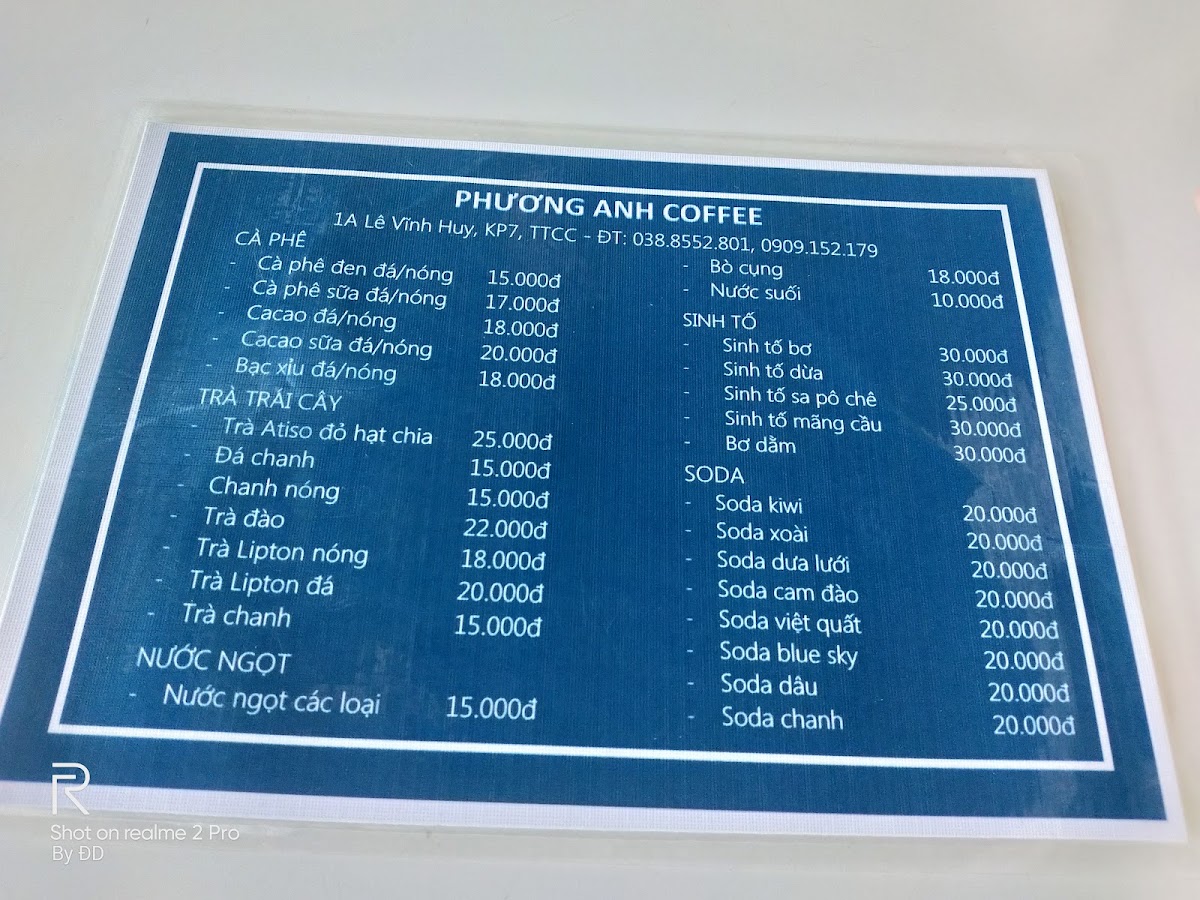 PHƯƠNG ANH COFFEE
1A Lê Vĩnh Huy, KP7, TTCC - ĐT: 038.8552.801, 0909.152.179
CÀ PHÊ
- Cà phê đen đá/nóng 15.000đ
- Cà phê sữa đá/nóng 17.000đ
- Cacao đá/nóng 18.000đ
- Cacao sữa đá/nóng 20.000đ
- Bạc xỉu đá/nóng 18.000đ
TRÀ TRÁI CÂY
- Trà Atiso đỏ hạt chia 25.000đ
- Đá chanh 15.000đ
- Chanh nóng 15.000đ
- Trà đào 22.000đ
- Trà Lipton nóng 18.000đ
- Trà Lipton đá 20.000đ
- Trà chanh 15.000đ
NƯỚC NGỌT
- Nước ngọt các loại 15.000đ
- Bò cụng 18.000đ
- Nước suối 10.000đ
SINH TỐ
- Sinh tố bơ 30.000đ
- Sinh tố dừa 30.000đ
- Sinh tố sa pô chê 25.000đ
- Sinh tố mãng cầu 30.000đ
- Bơ dằm 30.000đ
SODA
- Soda kiwi 20.000đ
- Soda xoài 20.000đ
- Soda dưa lưới 20.000đ
- Soda cam đào 20.000đ
- Soda việt quất 20.000đ
- Soda blue sky 20.000đ
- Soda dâu 20.000đ
- Soda chanh 20.000đ
R
Shot on realme 2 Pro
By ĐD